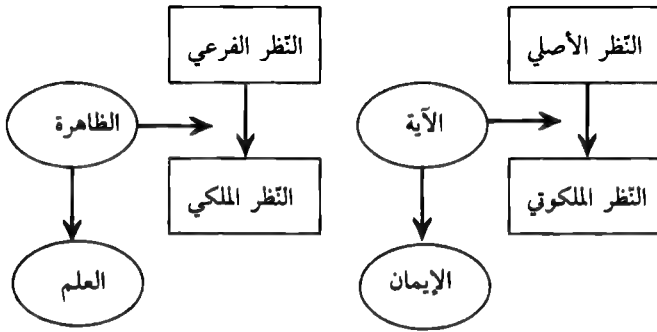 النّظر الأصلي
الآية
النّظر الملكوتي
الإيمان
النّظر الفرعي
الظاهرة
النّظر الملكي
العلم